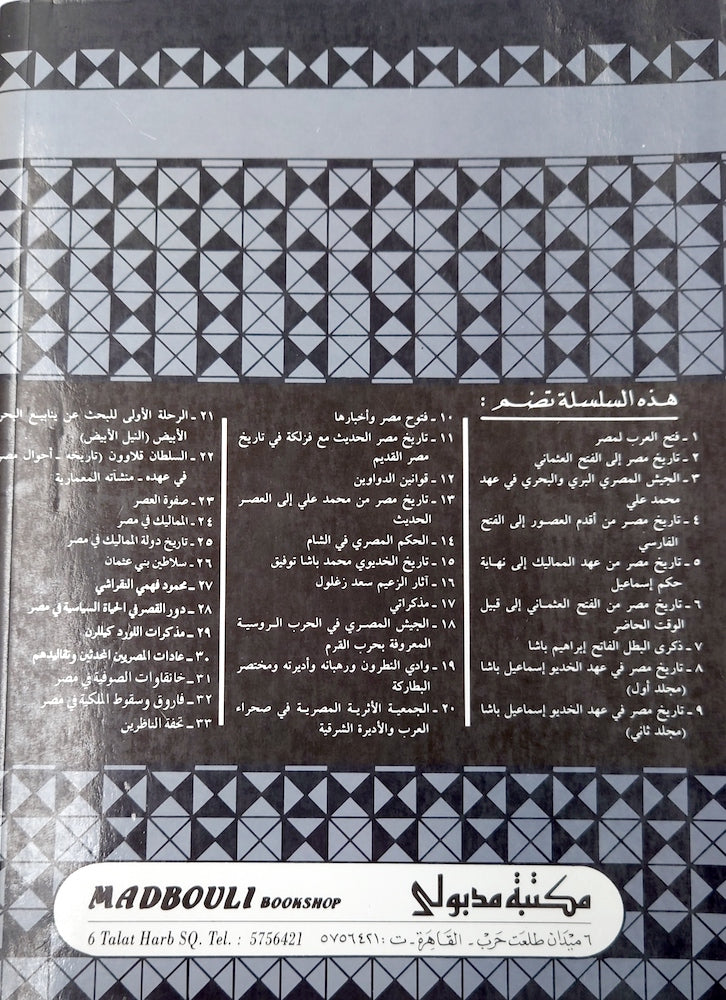 هذه السلسلة تضم :
١ ـ فتح العرب لمصر
٢ ـ تاريخ مصر إلى الفتح العثماني
٣ ـ الجيش المصري البري والبحري في عهد
محمد علي
٤ ـ تاريخ مصر من أقدم العصور إلى الفتح
الفارسي
٥ ـ تاريخ مصر من عهد المماليك إلى نهاية
حكم إسماعيل
٦ ـ تاريخ مصر من الفتح العثماني إلى قبيل
الوقت الحاضر
٧ ـ ذكرى البطل الفاتح إبراهيم باشا
٨ ـ تاريخ مصر في عهد الخديو إسماعيل باشا
(مجلد أول)
٩ ـ تاريخ مصر في عهد الخديو إسماعيل باشا
(مجلد ثاني)
١٠ ـ فتوح مصر وأخبارها
١١ ـ تاريخ مصر الحديث مع فزلكة في تاريخ
مصر القديم
١٢ ـ قوانين الدواوين
١٣ ـ تاريخ مصر من محمد علي إلى العصر
الحديث
١٤ ـ الحكم المصري في الشام
١٥ ـ تاريخ الخديوي محمد باشا توفيق
١٦ ـ آثار الزعيم سعد زغلول
١٧ ـ مذكراتي
١٨ ـ الجيش المصري في الحرب الروسية
المعروفة بحرب القرم
١٩ ـ وادي النطرون ورهبانه وأديرته ومختصر
البطاركة
٢٠ ـ الجمعية الأثرية المصرية في صحراء
العرب والأديرة الشرقية
٢١ ـ الرحلة الأولى للبحث عن ينابيع البحر
الأبيض (النيل الأبيض)
٢٢ ـ السلطان قلاوون (تاريخه ـ أحوال مصر
في عهده ـ منشآته المعمارية
٢٣ ـ صفوة العصر
٢٤ ـ المماليك في مصر
٢٥ ـ تاريخ دولة المماليك في مصر
٢٦ ـ سلاطين بني عثمان
٢٧ ـ محمود فهمي النقراشي
٢٨ ـ دور القصر في الحياة السياسية في مصر
٢٩ ـ مذكرات اللورد كيللرن
٣٠ ـ عادات المصريين المحدثين وتقاليدهم
٣١ ـ خانقاوات الصوفية في مصر
٣٢ ـ فاروق وسقوط الملكية في مصر
٣٣ ـ تحفة الناظرين
MADBOULI BOOKSHOP مكتبة مدبولى
6 Talat Harb SQ. Tel. : 5756421 ٦ ميدان طلعت حرب ـ القاهرة ـ ت : ٥٧٥٦٤٢١